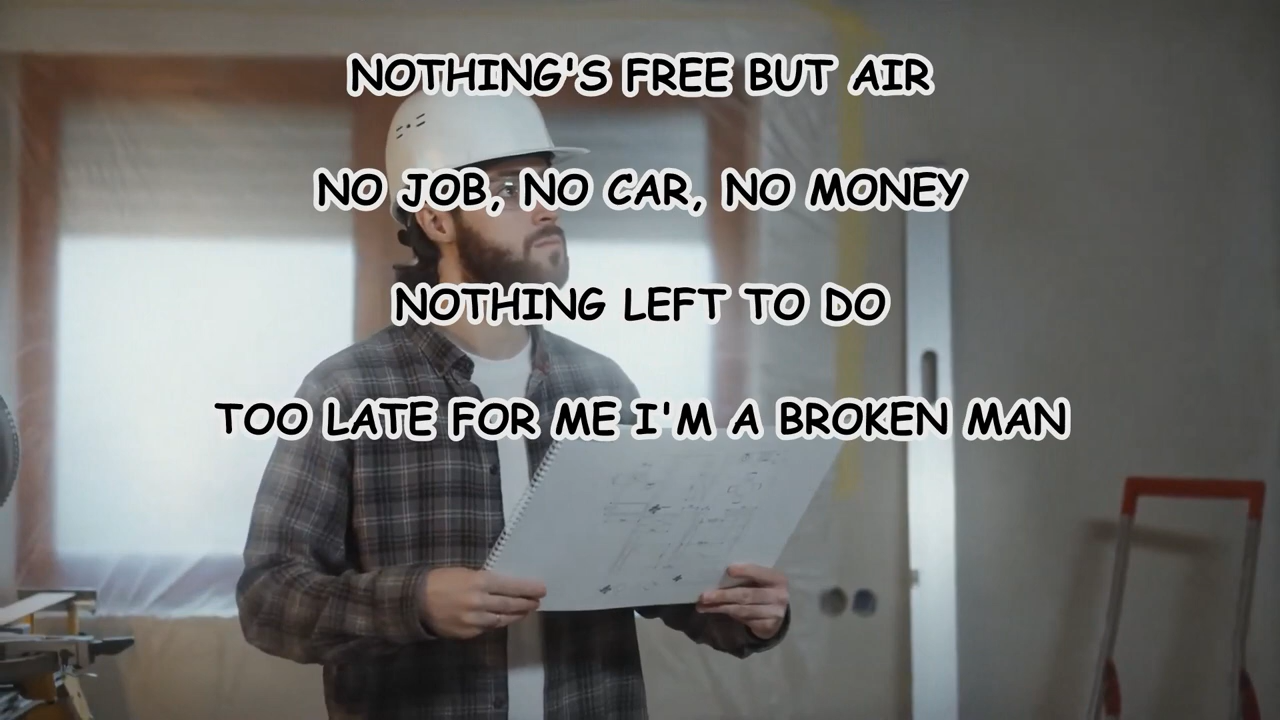 NOTHING'S FREE BUT AIR
NO JOB, NO CAR, NO MONEY
NOTHING LEFT TO DO
TOO LATE FOR ME I'M A BROKEN MAN